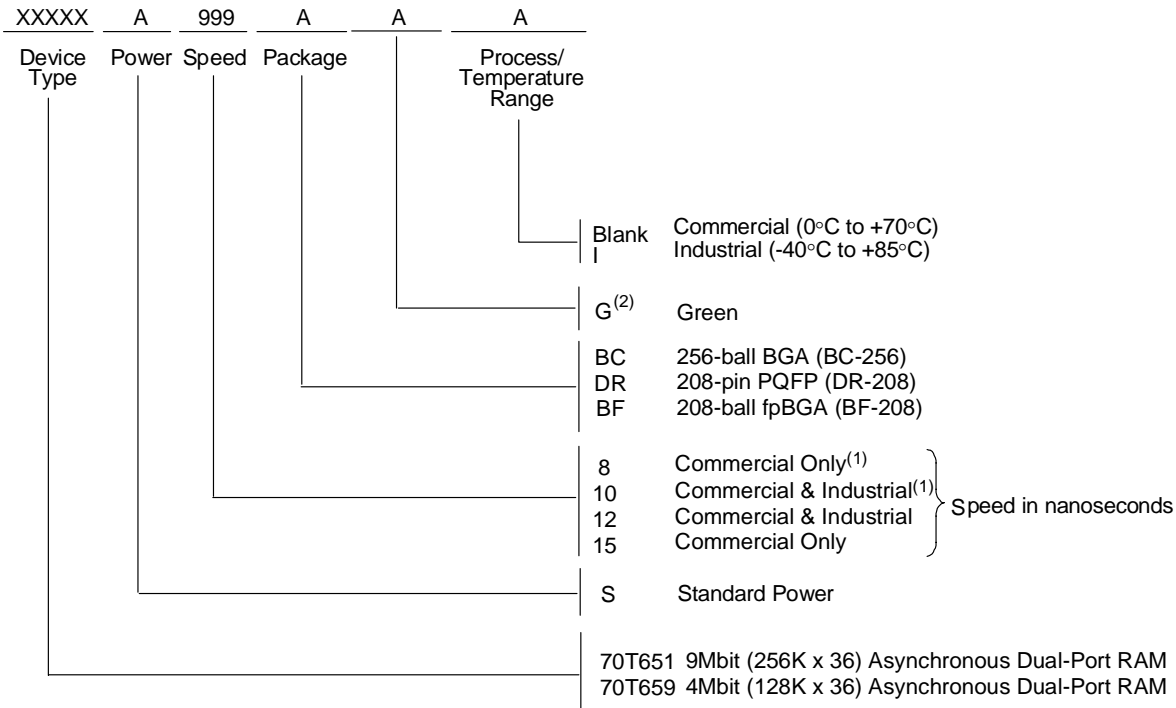 XXXXX A 999 A A A
Device Type Power Speed Package Process/ Temperature Range
Blank Commercial (0°C to +70°C)
I Industrial (-40°C to +85°C)
G(2) Green
BC 256-ball BGA (BC-256)
DR 208-pin PQFP (DR-208)
BF 208-ball fpBGA (BF-208)
8 Commercial Only(1)
10 Commercial & Industrial(1)
12 Commercial & Industrial
15 Commercial Only
Speed in nanoseconds
S Standard Power
70T651 9Mbit (256K x 36) Asynchronous Dual-Port RAM
70T659 4Mbit (128K x 36) Asynchronous Dual-Port RAM